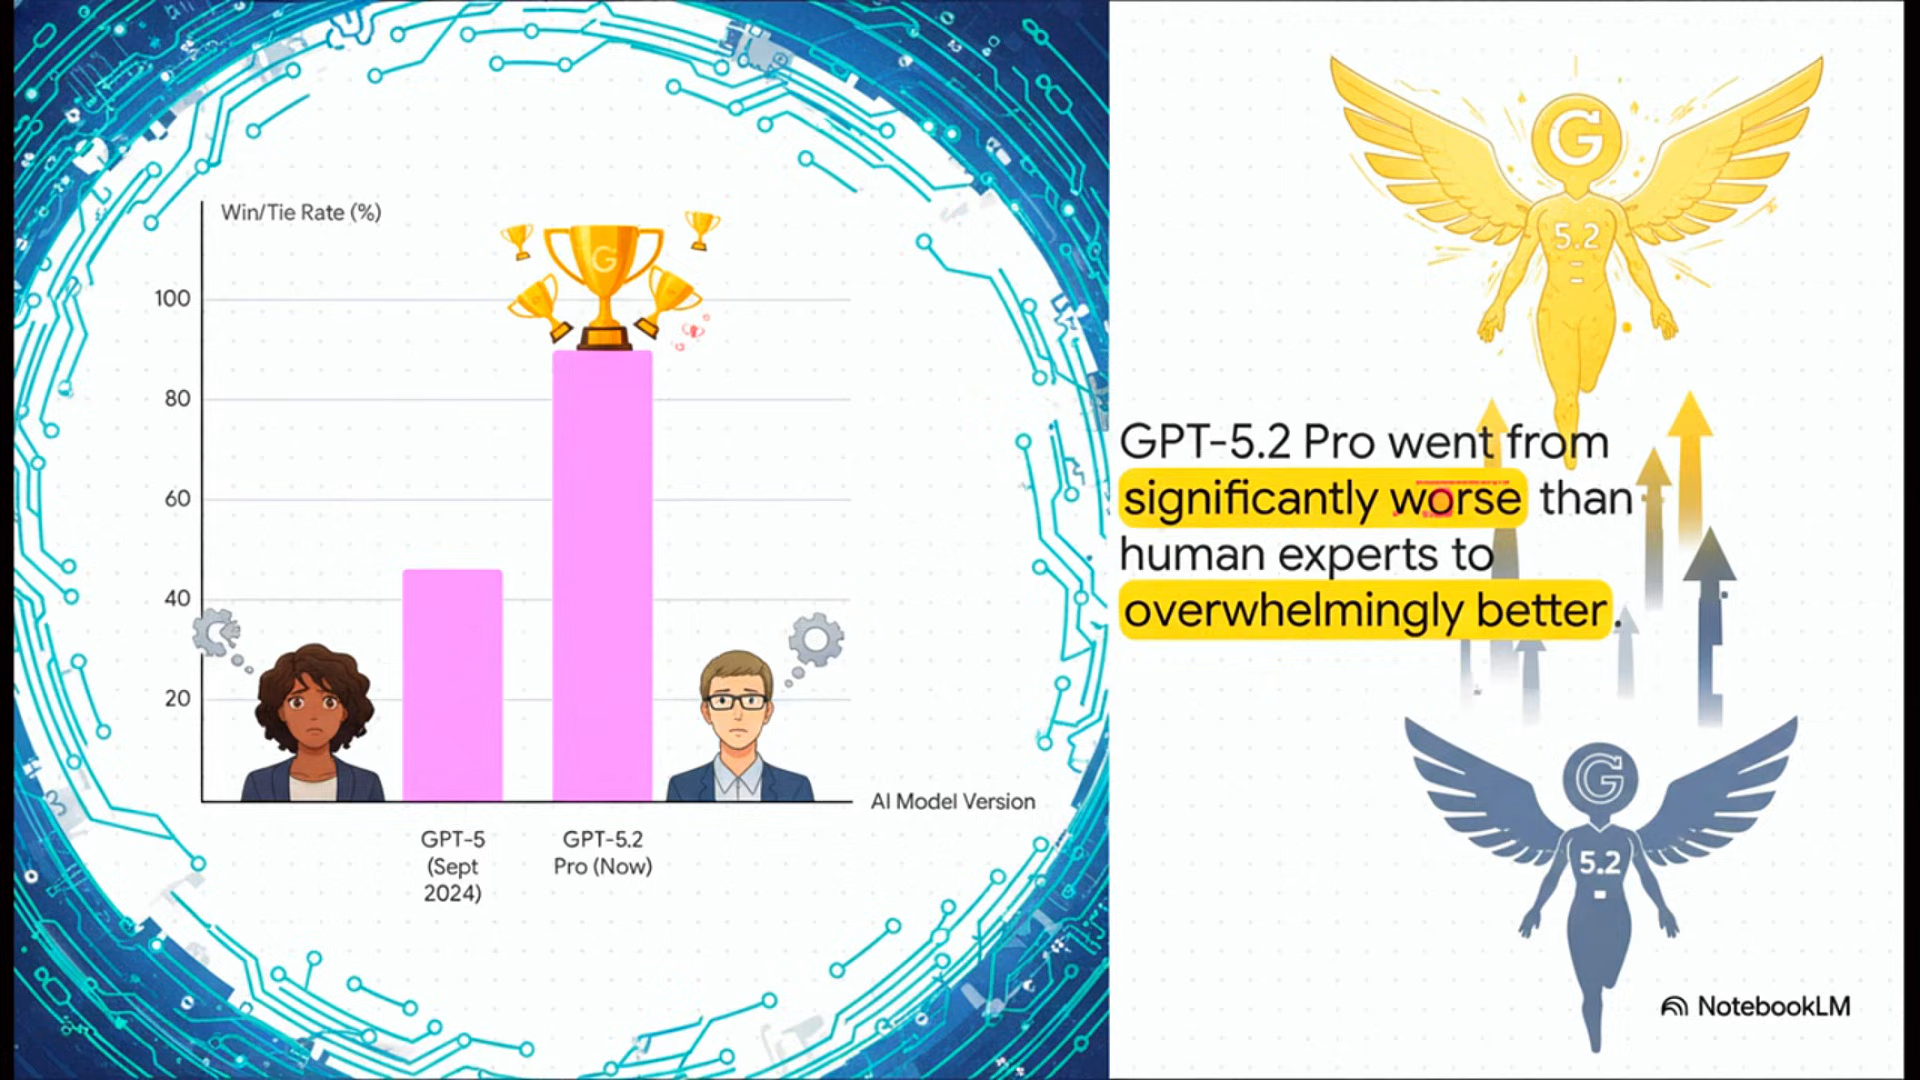 Win/Tie Rate (%)
100
80
60
40
20
AI Model Version
GPT-5
(Sept
2024)
GPT-5.2
Pro (Now)
G
G
5.2
GPT-5.2 Pro went from
significantly worse than
human experts to
overwhelmingly better.
G
5.2
NotebookLM